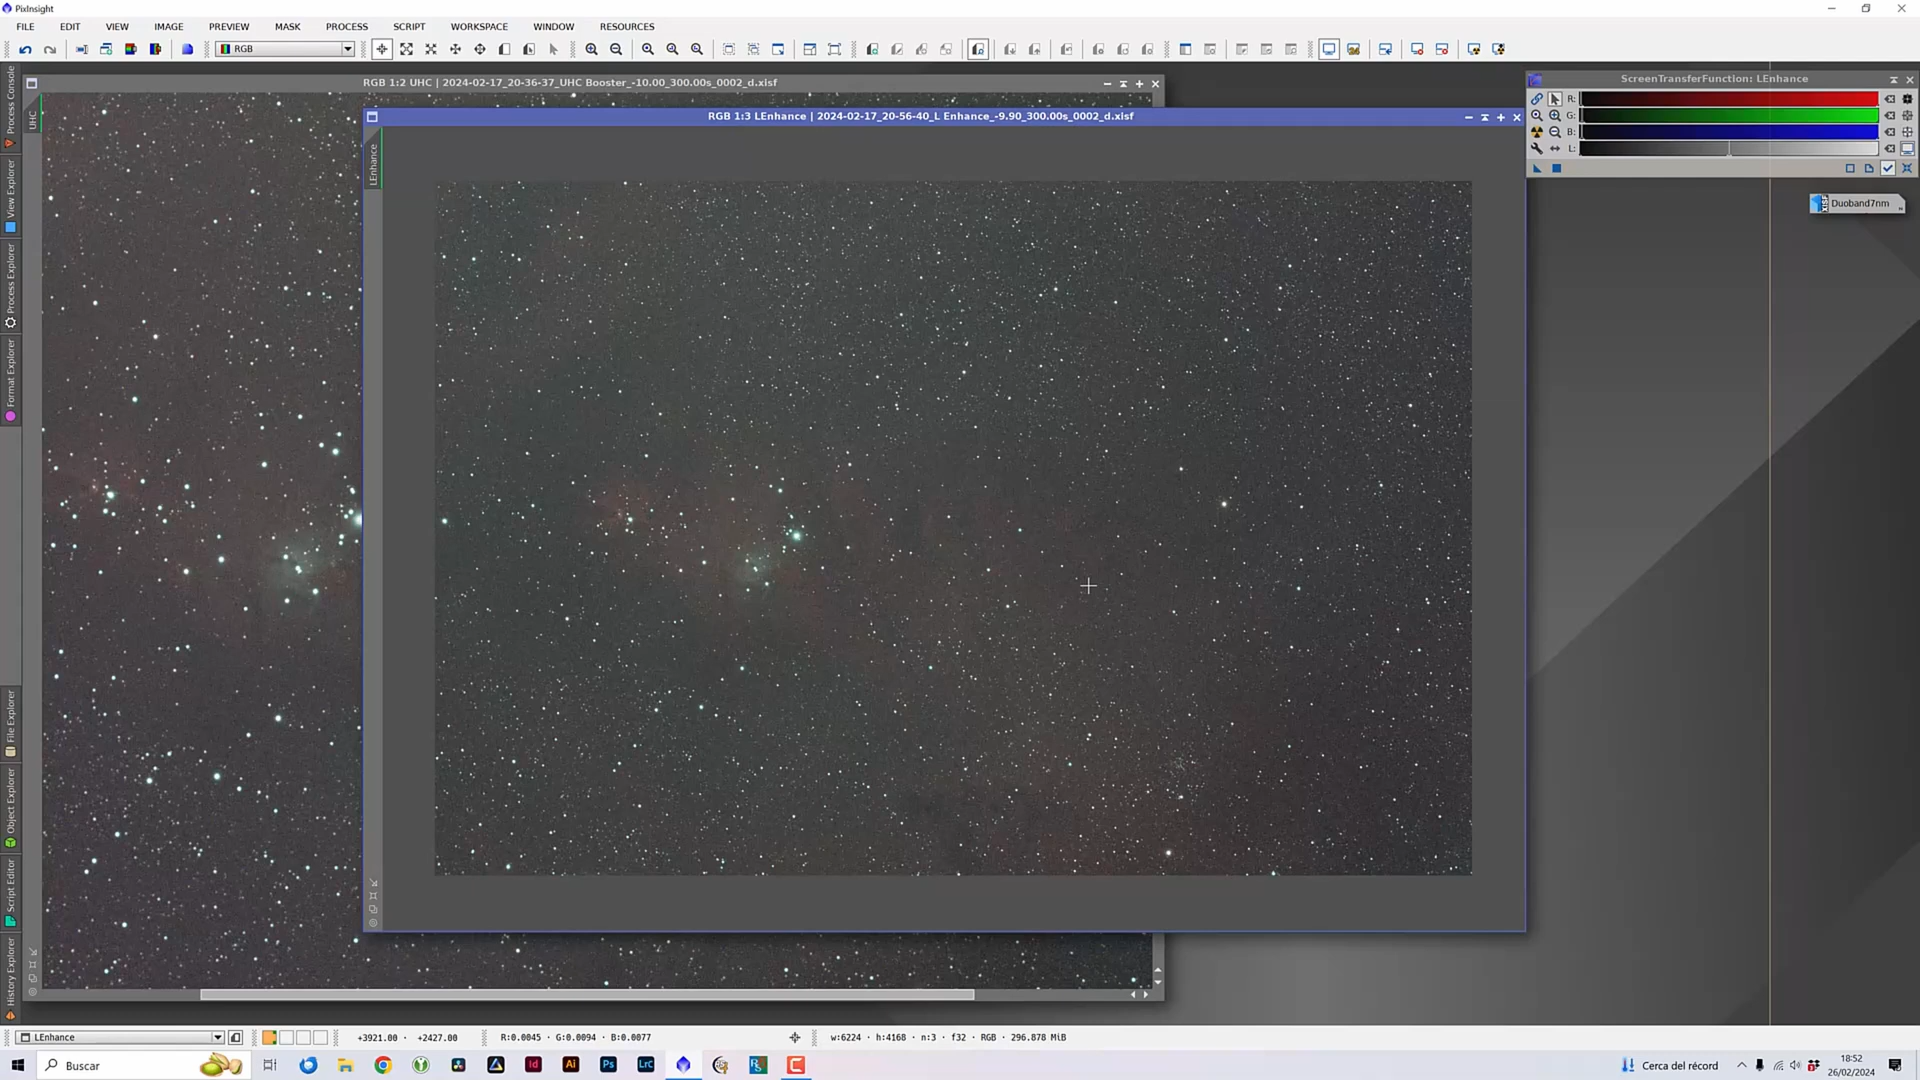 PixInsight
FILE EDIT VIEW IMAGE PREVIEW MASK PROCESS SCRIPT WORKSPACE WINDOW RESOURCES
RGB
RGB 1:2 UHC | 2024-02-17_20-36-37_UHC Booster_-10.00_300.00s_0002_d.xisf
RGB 1:3 LEnhance | 2024-02-17_20-56-40_L Enhance_-9.90_300.00s_0002_d.xisf
ScreenTransferFunction: LEnhance
R:
G:
B:
L:
Duoband7nm
UHC
LEnhance
Process Console
View Explorer
Process Explorer
Format Explorer
File Explorer
Object Explorer
Script Editor
History Explorer
LEnhance
+3921.00 · +2427.00
R:0.0045 · G:0.0094 · B:0.0077
w:6224 · h:4168 · n:3 · f32 · RGB · 296.878 MiB
Buscar
Id
Ai
Ps
LrC
Cerca del récord
18:52
26/02/2024